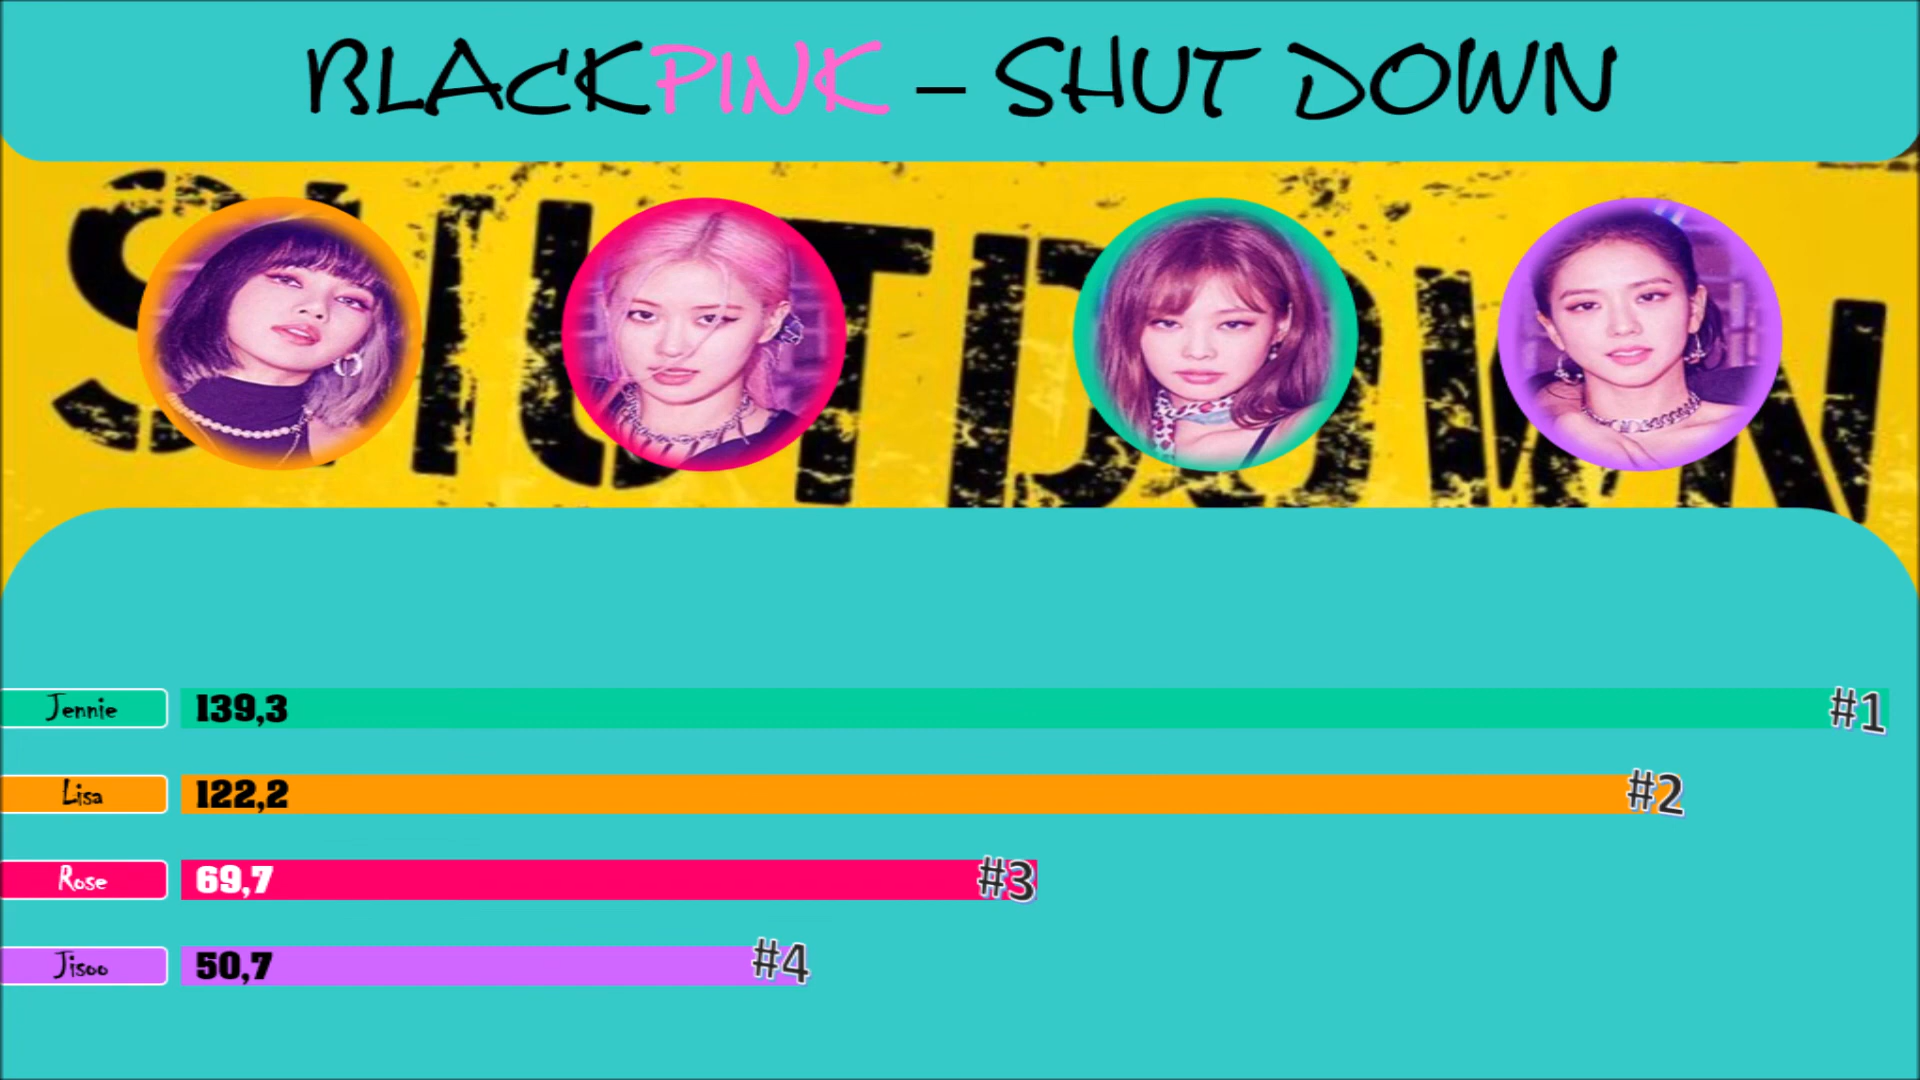 BLACKPINK – SHUT DOWN
SHUTDOWN
Jennie 139,3 #1
Lisa 122,2 #2
Rose 69,7 #3
Jisoo 50,7 #4